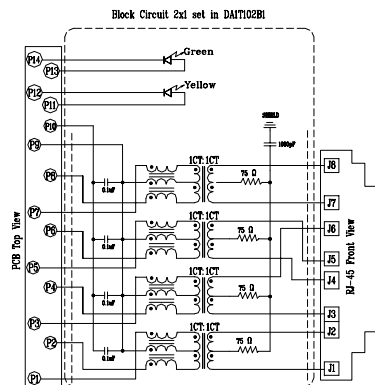 Block Circuit 2x1 set in DA1T102B1
P14
Green
P13
P12
Yellow
P11
P10
SHIELD
P9
1000pF
1CT:1CT
J8
P8
0.1uF
75 Ω
P7
J7
1CT:1CT
J6
P6
0.1uF
75 Ω
P5
J5
1CT:1CT
J4
P4
0.1uF
75 Ω
P3
J3
1CT:1CT
J2
P2
0.1uF
75 Ω
P1
J1
PCB Top View
RJ-45 Front View